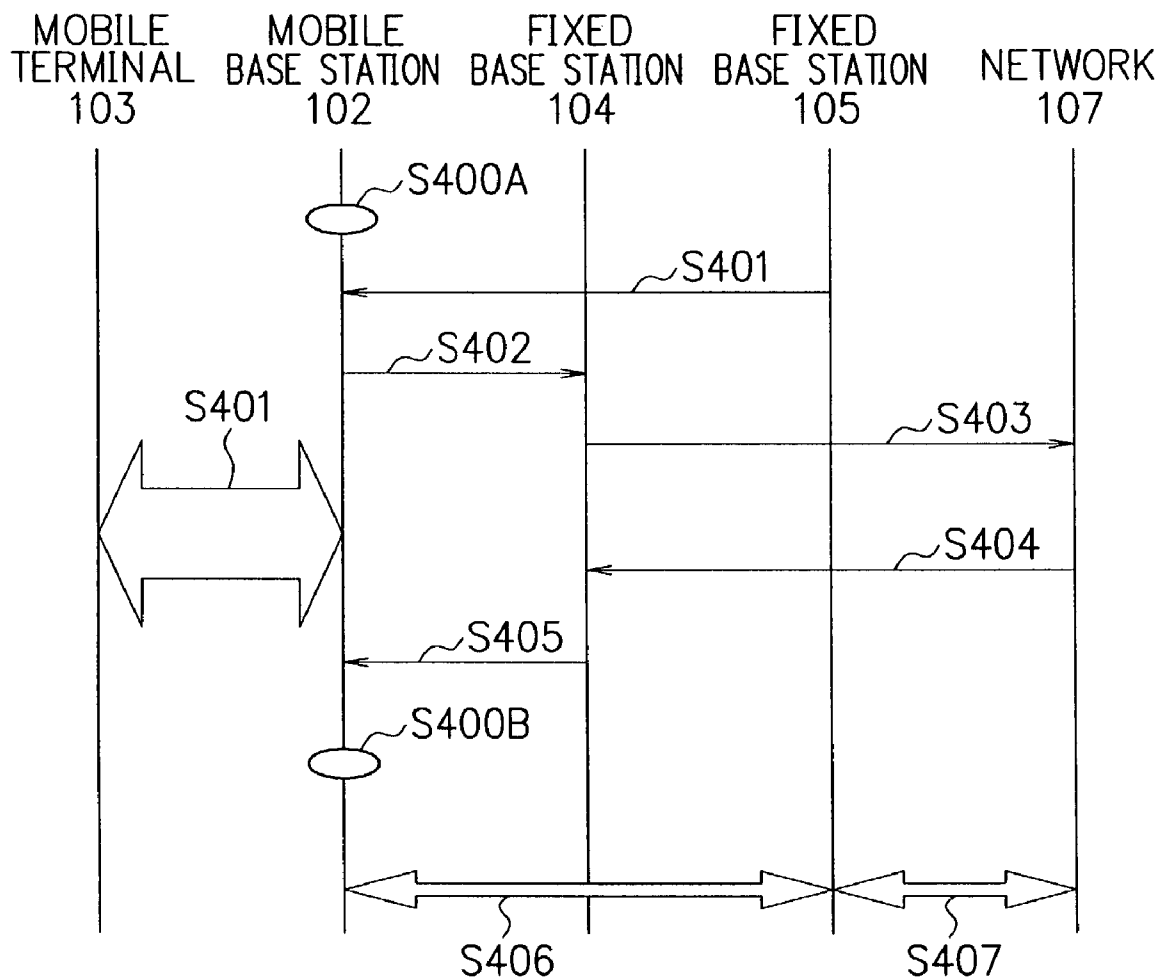 MOBILE TERMINAL 103
MOBILE BASE STATION 102
FIXED BASE STATION 104
FIXED BASE STATION 105
NETWORK 107
S400A
S401
S402
S401
S403
S404
S405
S400B
S406
S407